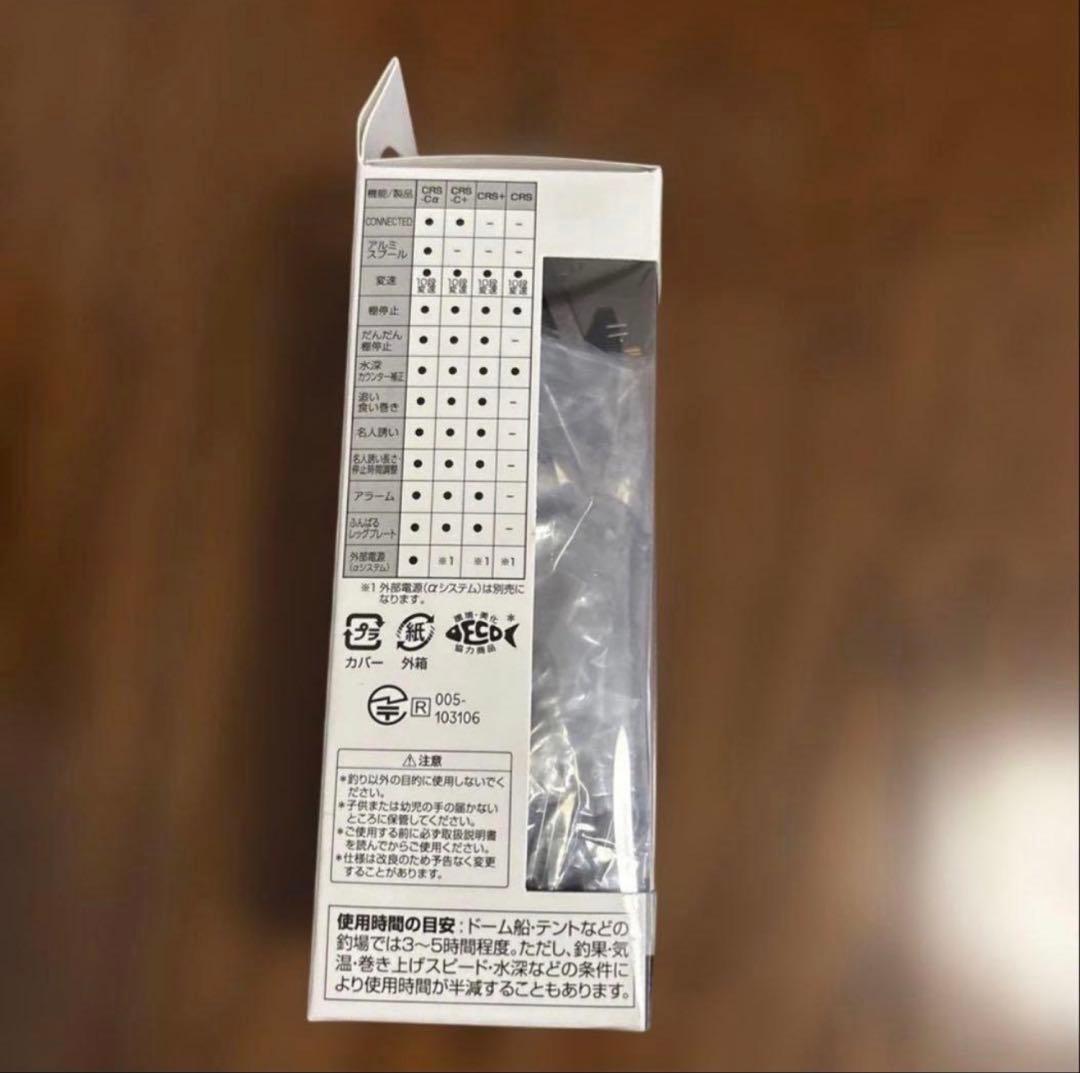 機能/製品 CRS-Cα CRS-C+ CRS+ CRS
CONNECTED ● ● − −
アルミスプール ● − − −
変速 ●10段変速 ●10段変速 ●10段変速 ●10段変速
棚停止 ● ● ● ●
だんだん棚停止 ● ● ● −
水深カウンター補正 ● ● ● ●
追い食い巻き ● ● ● −
名人誘い ● ● ● −
名人誘い長さ・停止時間調整 ● ● ● −
アラーム ● ● ● −
ふんばるレッグプレート ● ● ● −
外部電源(αシステム) ● ※1 ※1 ※1
※1 外部電源(αシステム)は別売に
なります。
プラ 紙 環境・美化 ECO 協力商品 本
カバー 外箱
R 005-
103106
⚠注意
*釣り以外の目的に使用しないでく
ださい。
*子供または幼児の手の届かない
ところに保管してください。
*ご使用する前に必ず取扱説明書
を読んでからご使用ください。
*仕様は改良のため予告なく変更
することがあります。
使用時間の目安:ドーム船・テントなどの
釣場では3〜5時間程度。ただし、釣果・気
温・巻き上げスピード・水深などの条件に
より使用時間が半減することもあります。